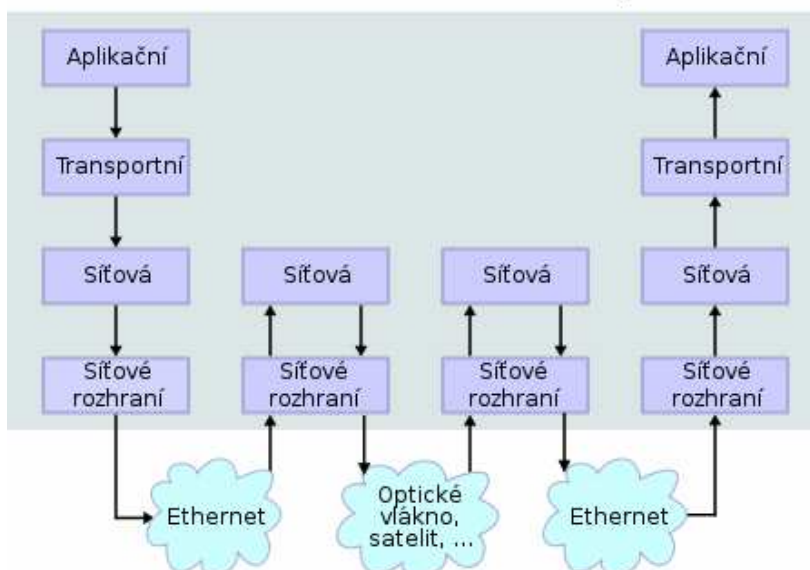 Aplikační
Aplikační
Transportní
Transportní
Síťová
Síťová
Síťová
Síťová
Síťové
rozhraní
Síťové
rozhraní
Síťové
rozhraní
Síťové
rozhraní
Ethernet
Optické
vlákno,
satelit, ...
Ethernet